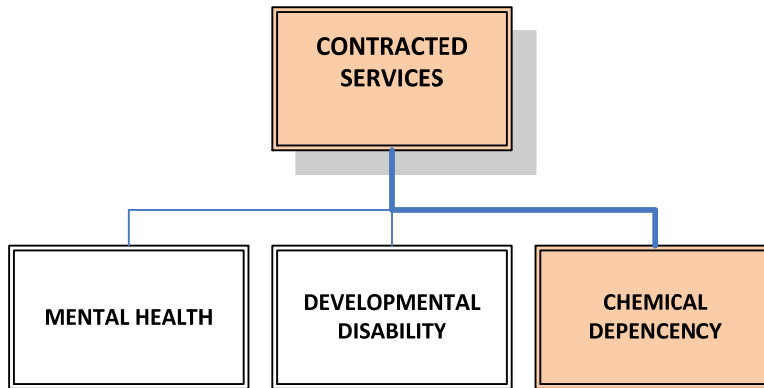 CONTRACTED
SERVICES
MENTAL HEALTH
DEVELOPMENTAL
DISABILITY
CHEMICAL
DEPENCENCY